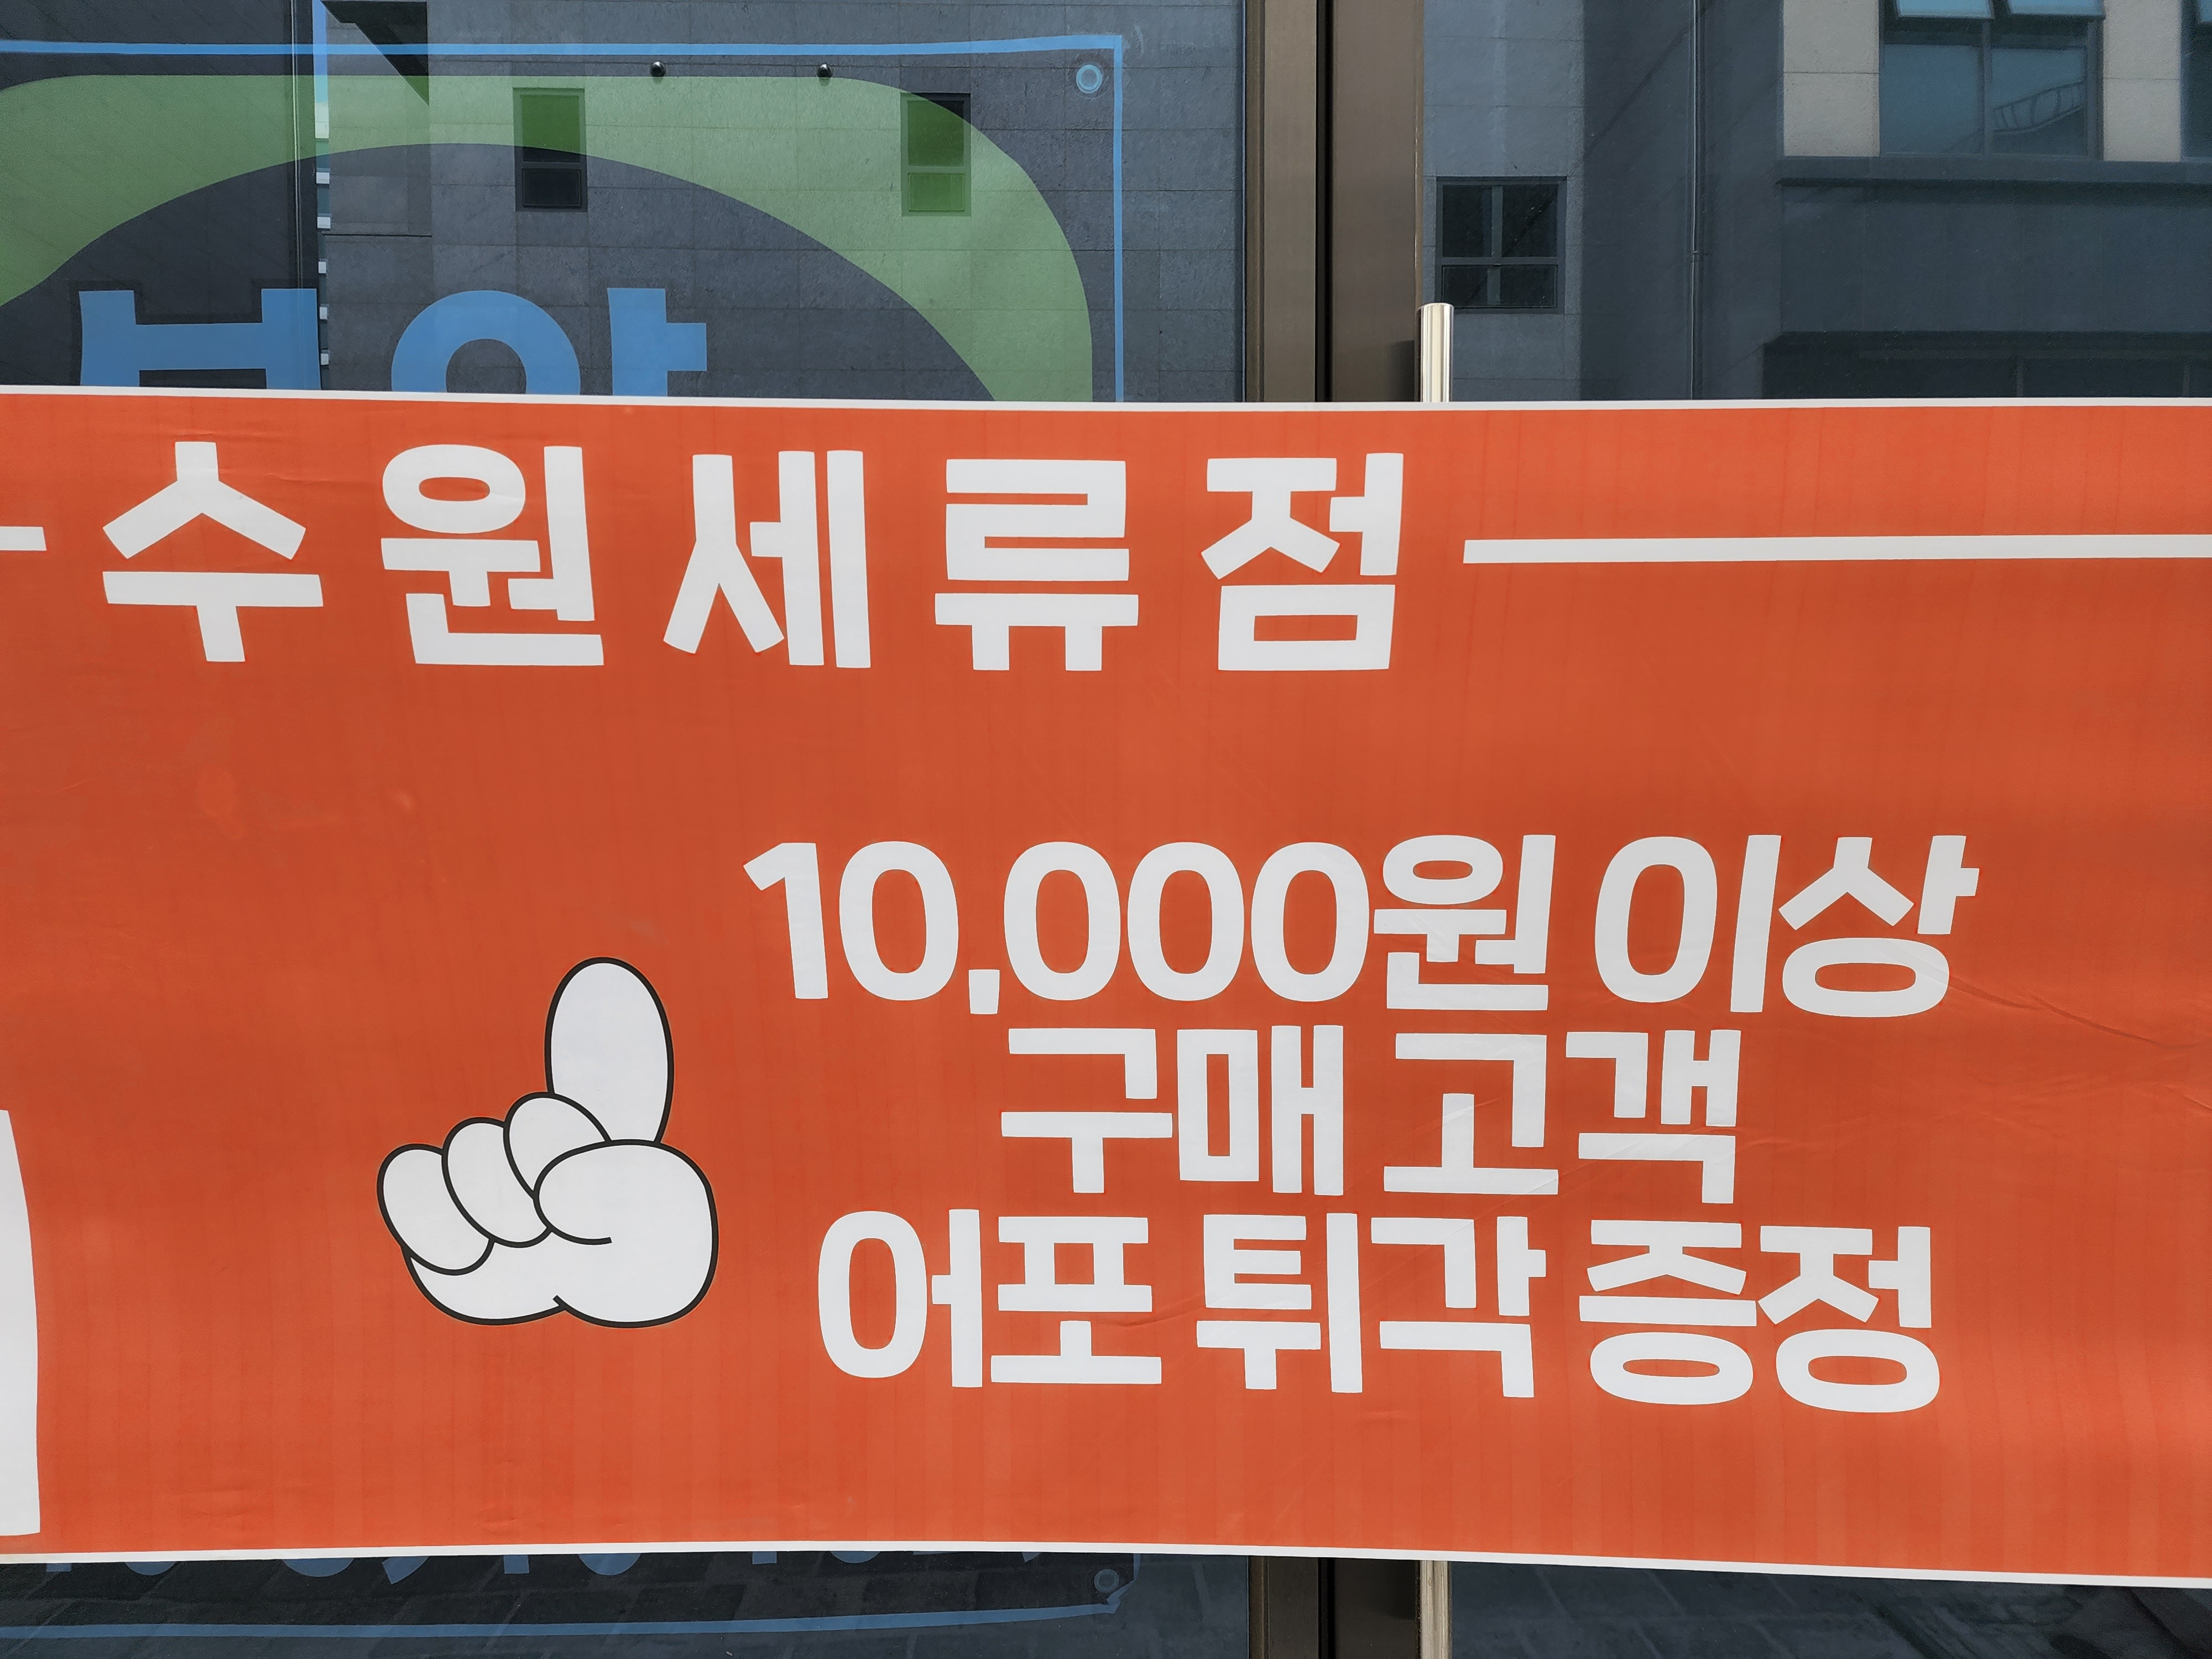 수원세류점
10,000원 이상
구매 고객
어포 튀각 증정